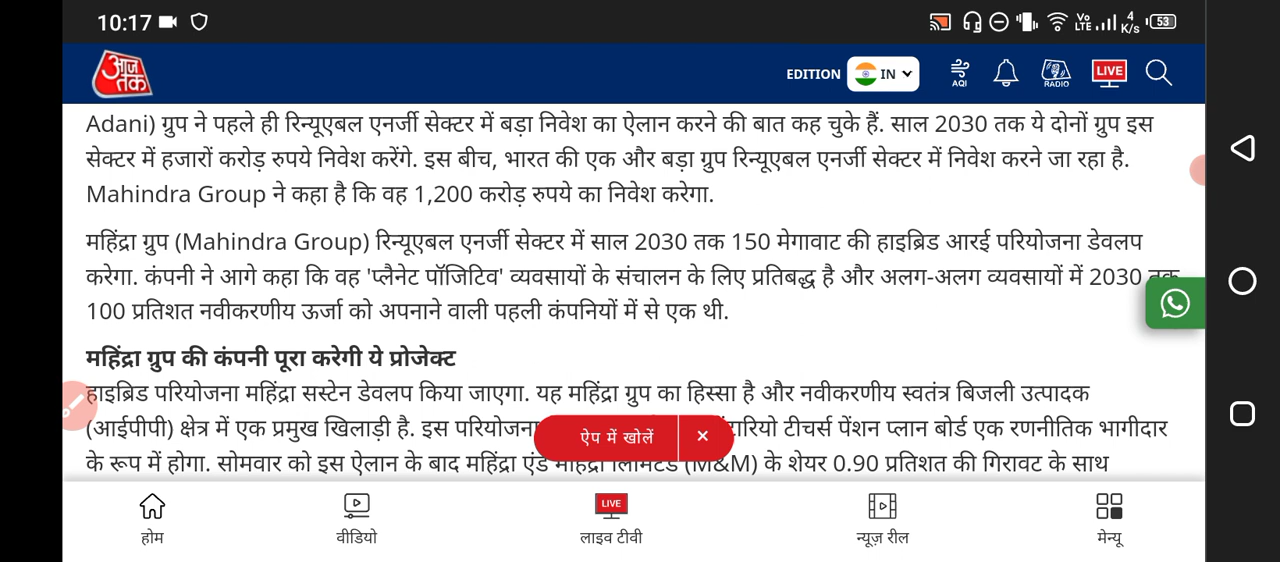 10:17
Vo LTE 4 K/s 53
आज तक
EDITION IN AQI RADIO LIVE
Adani) ग्रुप ने पहले ही रिन्यूएबल एनर्जी सेक्टर में बड़ा निवेश का ऐलान करने की बात कह चुके हैं. साल 2030 तक ये दोनों ग्रुप इस
सेक्टर में हजारों करोड़ रुपये निवेश करेंगे. इस बीच, भारत की एक और बड़ा ग्रुप रिन्यूएबल एनर्जी सेक्टर में निवेश करने जा रहा है.
Mahindra Group ने कहा है कि वह 1,200 करोड़ रुपये का निवेश करेगा.
महिंद्रा ग्रुप (Mahindra Group) रिन्यूएबल एनर्जी सेक्टर में साल 2030 तक 150 मेगावाट की हाइब्रिड आरई परियोजना डेवलप
करेगा. कंपनी ने आगे कहा कि वह 'प्लैनेट पॉजिटिव' व्यवसायों के संचालन के लिए प्रतिबद्ध है और अलग-अलग व्यवसायों में 2030 तक
100 प्रतिशत नवीकरणीय ऊर्जा को अपनाने वाली पहली कंपनियों में से एक थी.
महिंद्रा ग्रुप की कंपनी पूरा करेगी ये प्रोजेक्ट
हाइब्रिड परियोजना महिंद्रा सस्टेन डेवलप किया जाएगा. यह महिंद्रा ग्रुप का हिस्सा है और नवीकरणीय स्वतंत्र बिजली उत्पादक
(आईपीपी) क्षेत्र में एक प्रमुख खिलाड़ी है. इस टीचर्स पेंशन प्लान बोर्ड एक रणनीतिक भागीदार
ऐप में खोलें ×
के रूप में होगा. सोमवार को इस ऐलान के बाद महिंद्रा एंड महिंद्रा लिमिटेड (M&M) के शेयर 0.90 प्रतिशत की गिरावट के साथ
LIVE
होम वीडियो लाइव टीवी न्यूज़ रील मेन्यू